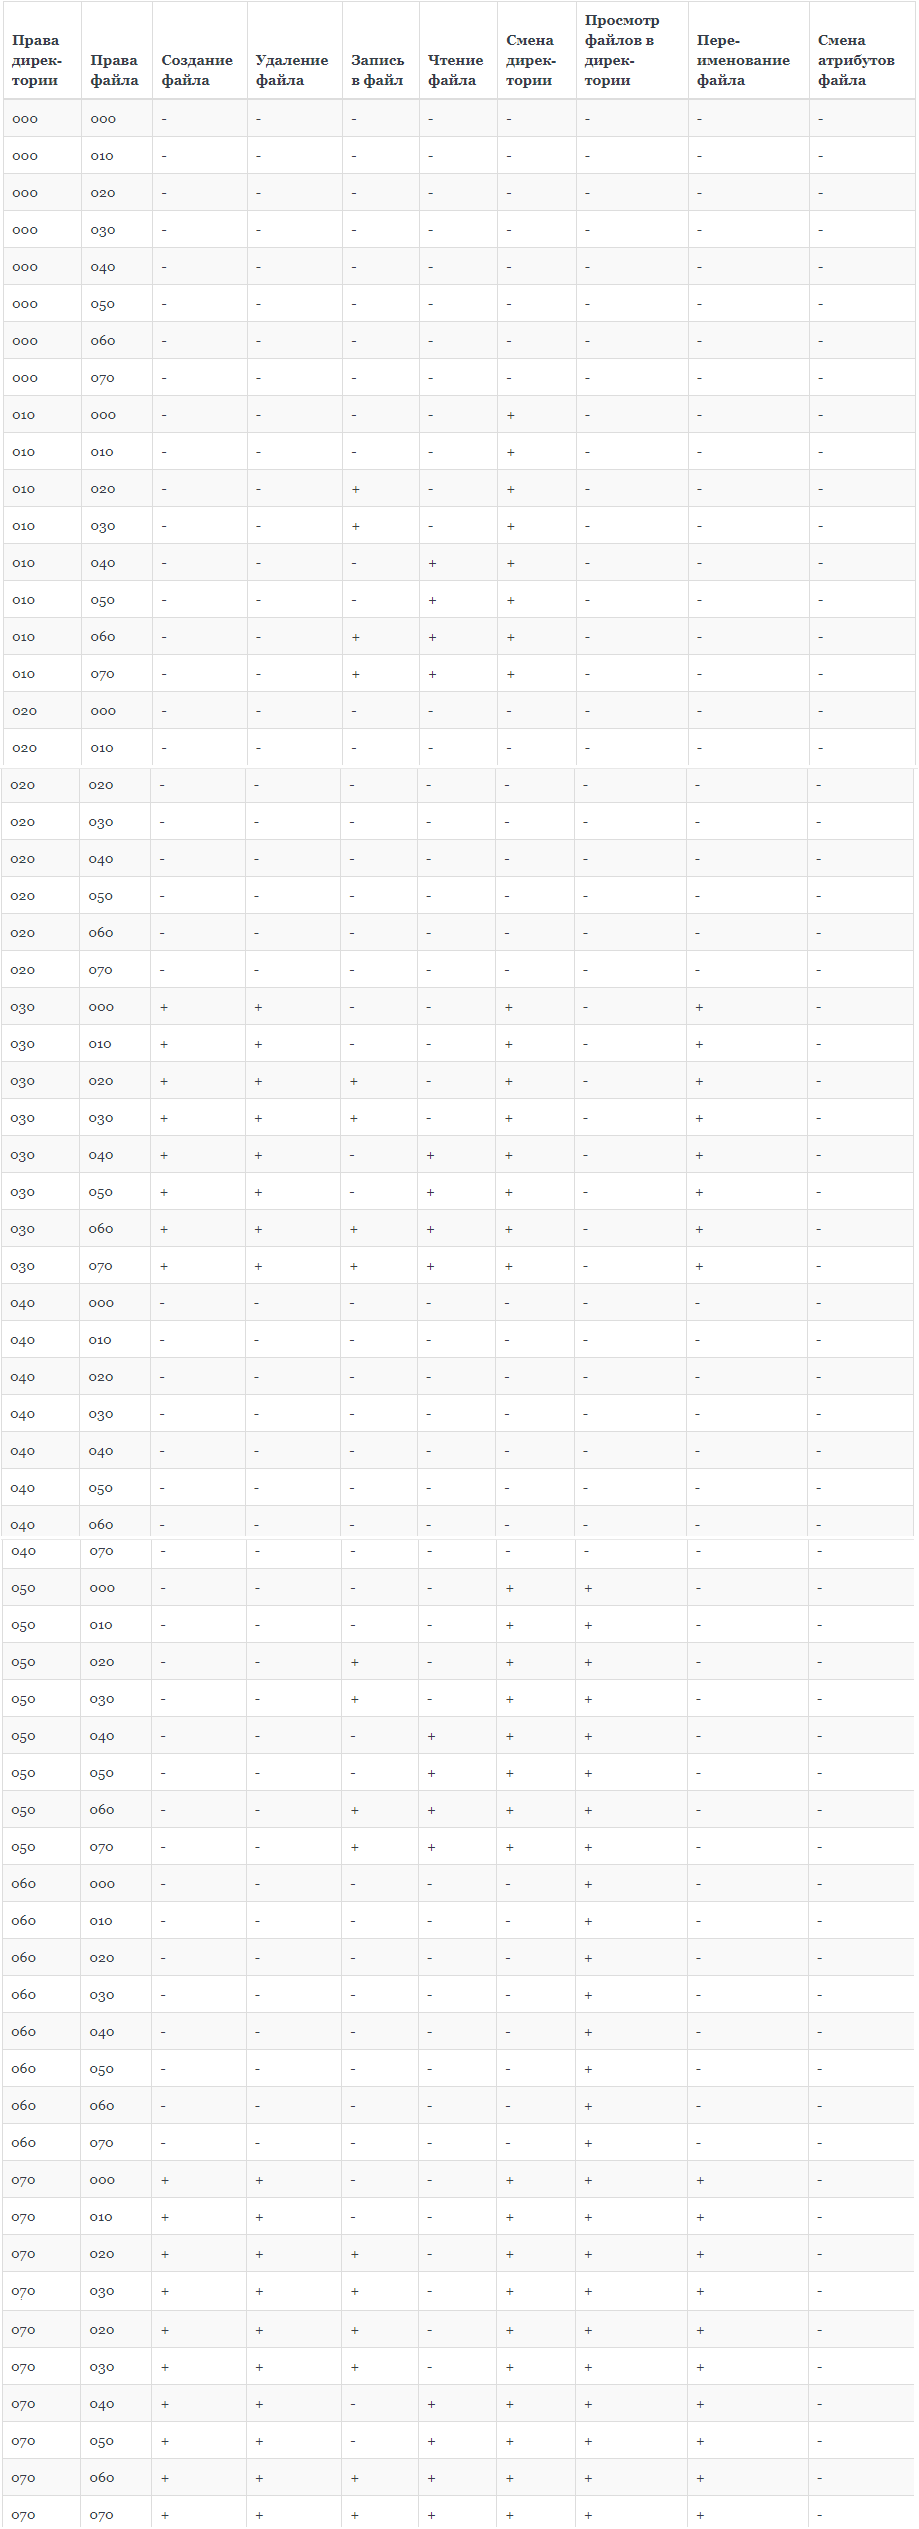 Права дирек- тории Права файла Создание файла Удаление файла Запись в файл Чтение файла Смена дирек- тории Просмотр файлов в дирек- тории Пере- именование файла Смена атрибутов файла
000 000 - - - - - - - -
000 010 - - - - - - - -
000 020 - - - - - - - -
000 030 - - - - - - - -
000 040 - - - - - - - -
000 050 - - - - - - - -
000 060 - - - - - - - -
000 070 - - - - - - - -
010 000 - - - - + - - -
010 010 - - - - + - - -
010 020 - - + - + - - -
010 030 - - + - + - - -
010 040 - - - + + - - -
010 050 - - - + + - - -
010 060 - - + + + - - -
010 070 - - + + + - - -
020 000 - - - - - - - -
020 010 - - - - - - - -
020 020 - - - - - - - -
020 030 - - - - - - - -
020 040 - - - - - - - -
020 050 - - - - - - - -
020 060 - - - - - - - -
020 070 - - - - - - - -
030 000 + + - - + - + -
030 010 + + - - + - + -
030 020 + + + - + - + -
030 030 + + + - + - + -
030 040 + + - + + - + -
030 050 + + - + + - + -
030 060 + + + + + - + -
030 070 + + + + + - + -
040 000 - - - - - - - -
040 010 - - - - - - - -
040 020 - - - - - - - -
040 030 - - - - - - - -
040 040 - - - - - - - -
040 050 - - - - - - - -
040 060 - - - - - - - -
040 070 - - - - - - - -
050 000 - - - - + + - -
050 010 - - - - + + - -
050 020 - - + - + + - -
050 030 - - + - + + - -
050 040 - - - + + + - -
050 050 - - - + + + - -
050 060 - - + + + + - -
050 070 - - + + + + - -
060 000 - - - - - + - -
060 010 - - - - - + - -
060 020 - - - - - + - -
060 030 - - - - - + - -
060 040 - - - - - + - -
060 050 - - - - - + - -
060 060 - - - - - + - -
060 070 - - - - - + - -
070 000 + + - - + + + -
070 010 + + - - + + + -
070 020 + + + - + + + -
070 030 + + + - + + + -
070 020 + + + - + + + -
070 030 + + + - + + + -
070 040 + + - + + + + -
070 050 + + - + + + + -
070 060 + + + + + + + -
070 070 + + + + + + + -